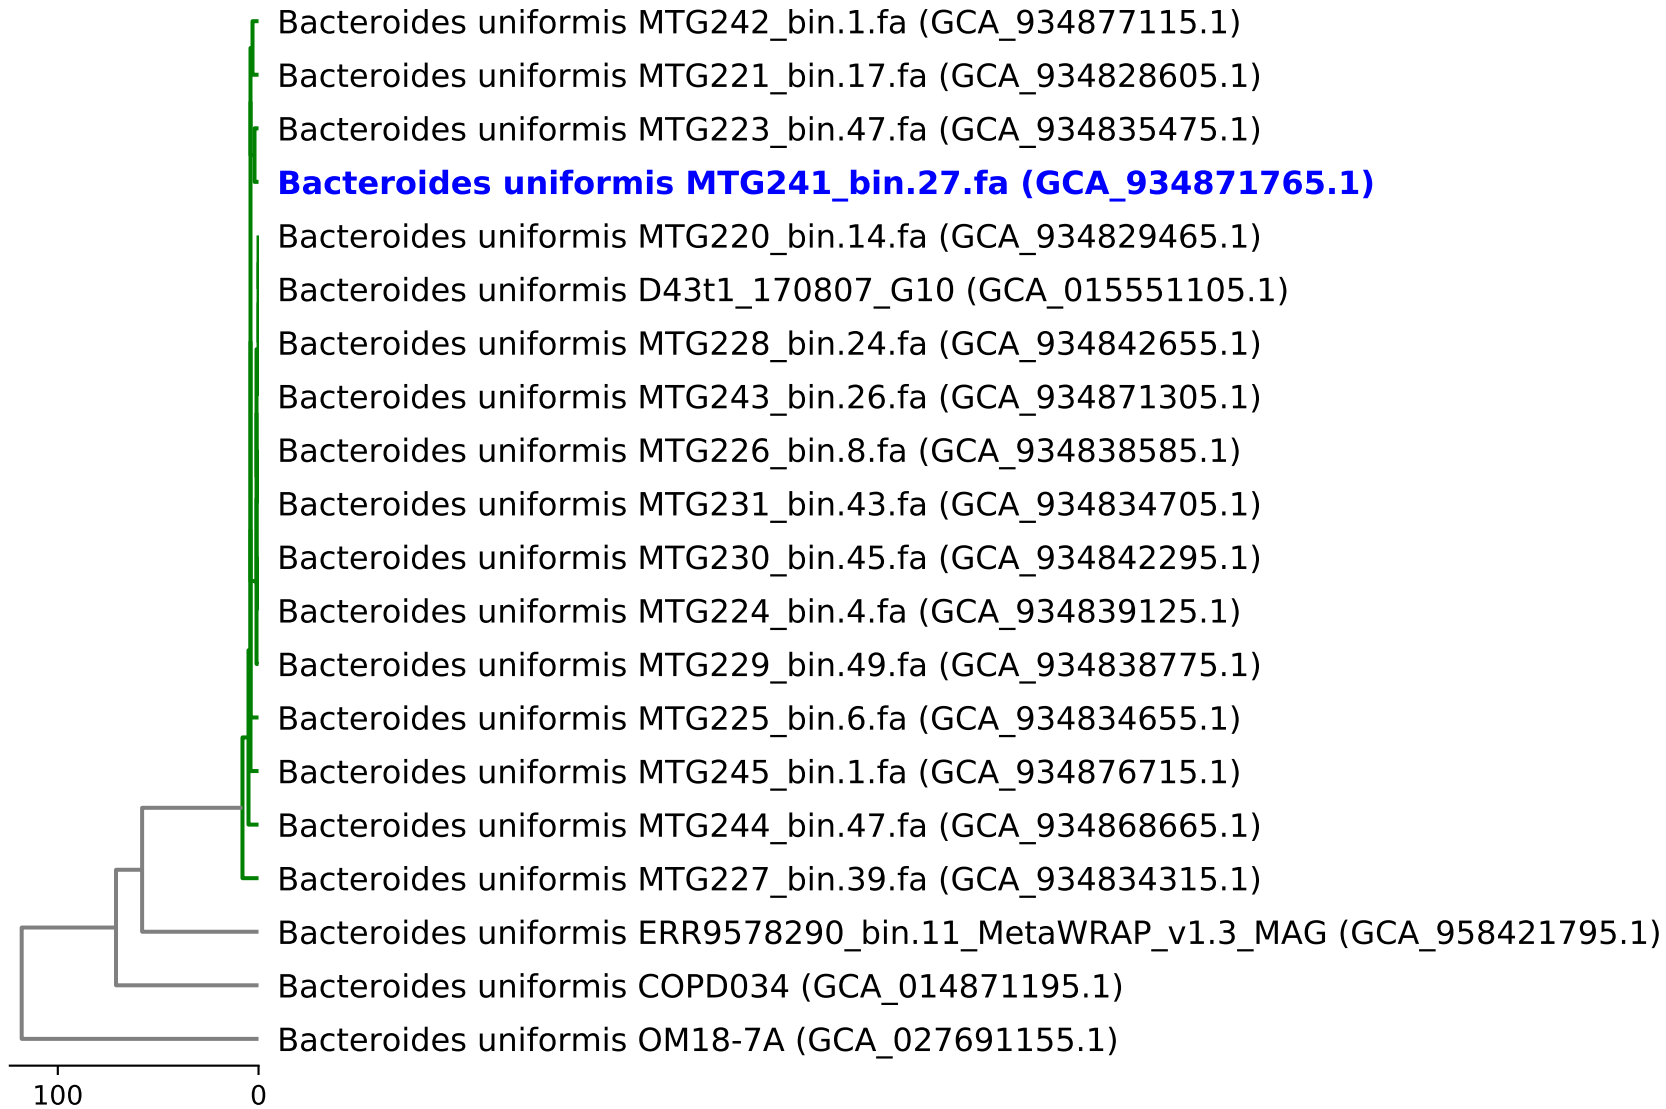 Bacteroides uniformis MTG242_bin.1.fa (GCA_934877115.1)
Bacteroides uniformis MTG221_bin.17.fa (GCA_934828605.1)
Bacteroides uniformis MTG223_bin.47.fa (GCA_934835475.1)
Bacteroides uniformis MTG241_bin.27.fa (GCA_934871765.1)
Bacteroides uniformis MTG220_bin.14.fa (GCA_934829465.1)
Bacteroides uniformis D43t1_170807_G10 (GCA_015551105.1)
Bacteroides uniformis MTG228_bin.24.fa (GCA_934842655.1)
Bacteroides uniformis MTG243_bin.26.fa (GCA_934871305.1)
Bacteroides uniformis MTG226_bin.8.fa (GCA_934838585.1)
Bacteroides uniformis MTG231_bin.43.fa (GCA_934834705.1)
Bacteroides uniformis MTG230_bin.45.fa (GCA_934842295.1)
Bacteroides uniformis MTG224_bin.4.fa (GCA_934839125.1)
Bacteroides uniformis MTG229_bin.49.fa (GCA_934838775.1)
Bacteroides uniformis MTG225_bin.6.fa (GCA_934834655.1)
Bacteroides uniformis MTG245_bin.1.fa (GCA_934876715.1)
Bacteroides uniformis MTG244_bin.47.fa (GCA_934868665.1)
Bacteroides uniformis MTG227_bin.39.fa (GCA_934834315.1)
Bacteroides uniformis ERR9578290_bin.11_MetaWRAP_v1.3_MAG (GCA_958421795.1)
Bacteroides uniformis COPD034 (GCA_014871195.1)
Bacteroides uniformis OM18-7A (GCA_027691155.1)
100 0